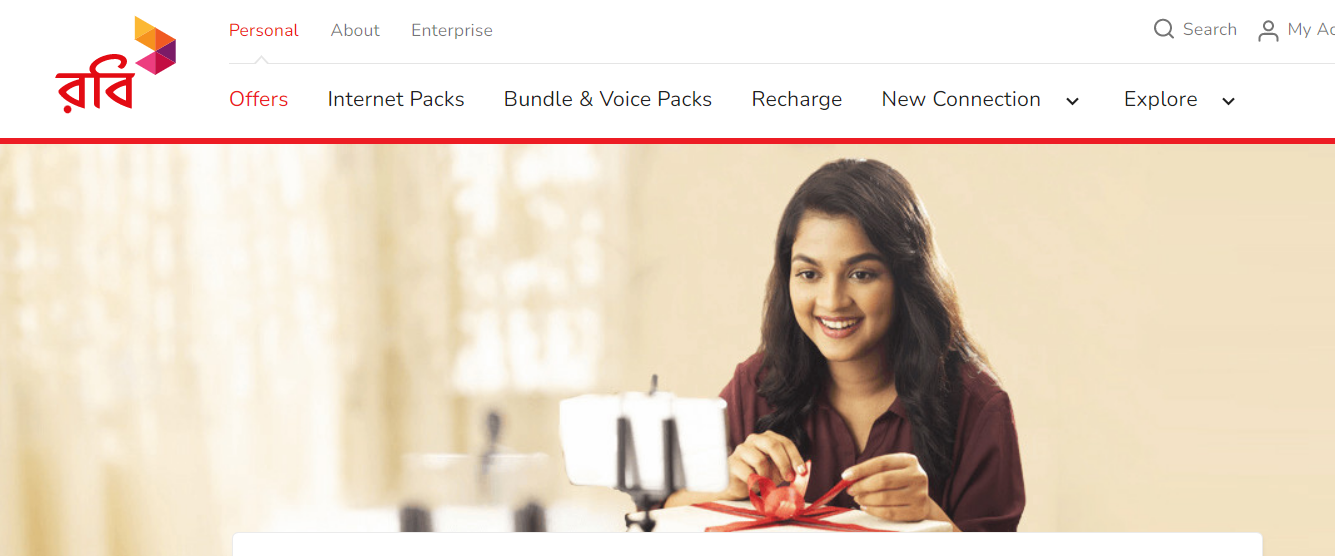 রবি
Personal About Enterprise
Search My Ac
Offers Internet Packs Bundle & Voice Packs Recharge New Connection Explore